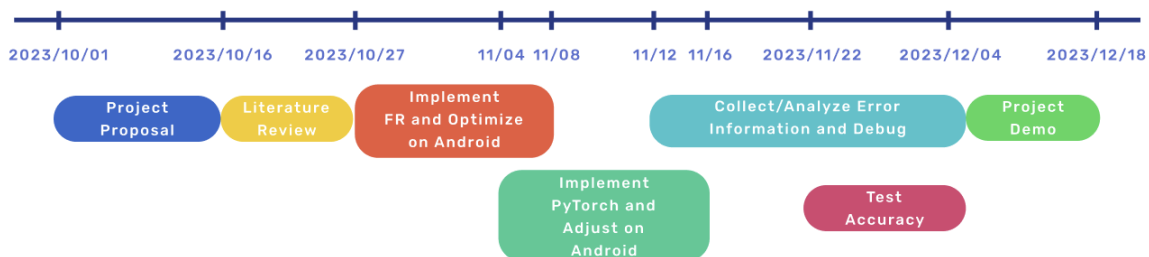 2023/10/01 2023/10/16 2023/10/27 11/04 11/08 11/12 11/16 2023/11/22 2023/12/04 2023/12/18
Project
Proposal
Literature
Review
Implement
FR and Optimize
on Android
Collect/Analyze Error
Information and Debug
Project
Demo
Implement
PyTorch and
Adjust on
Android
Test
Accuracy